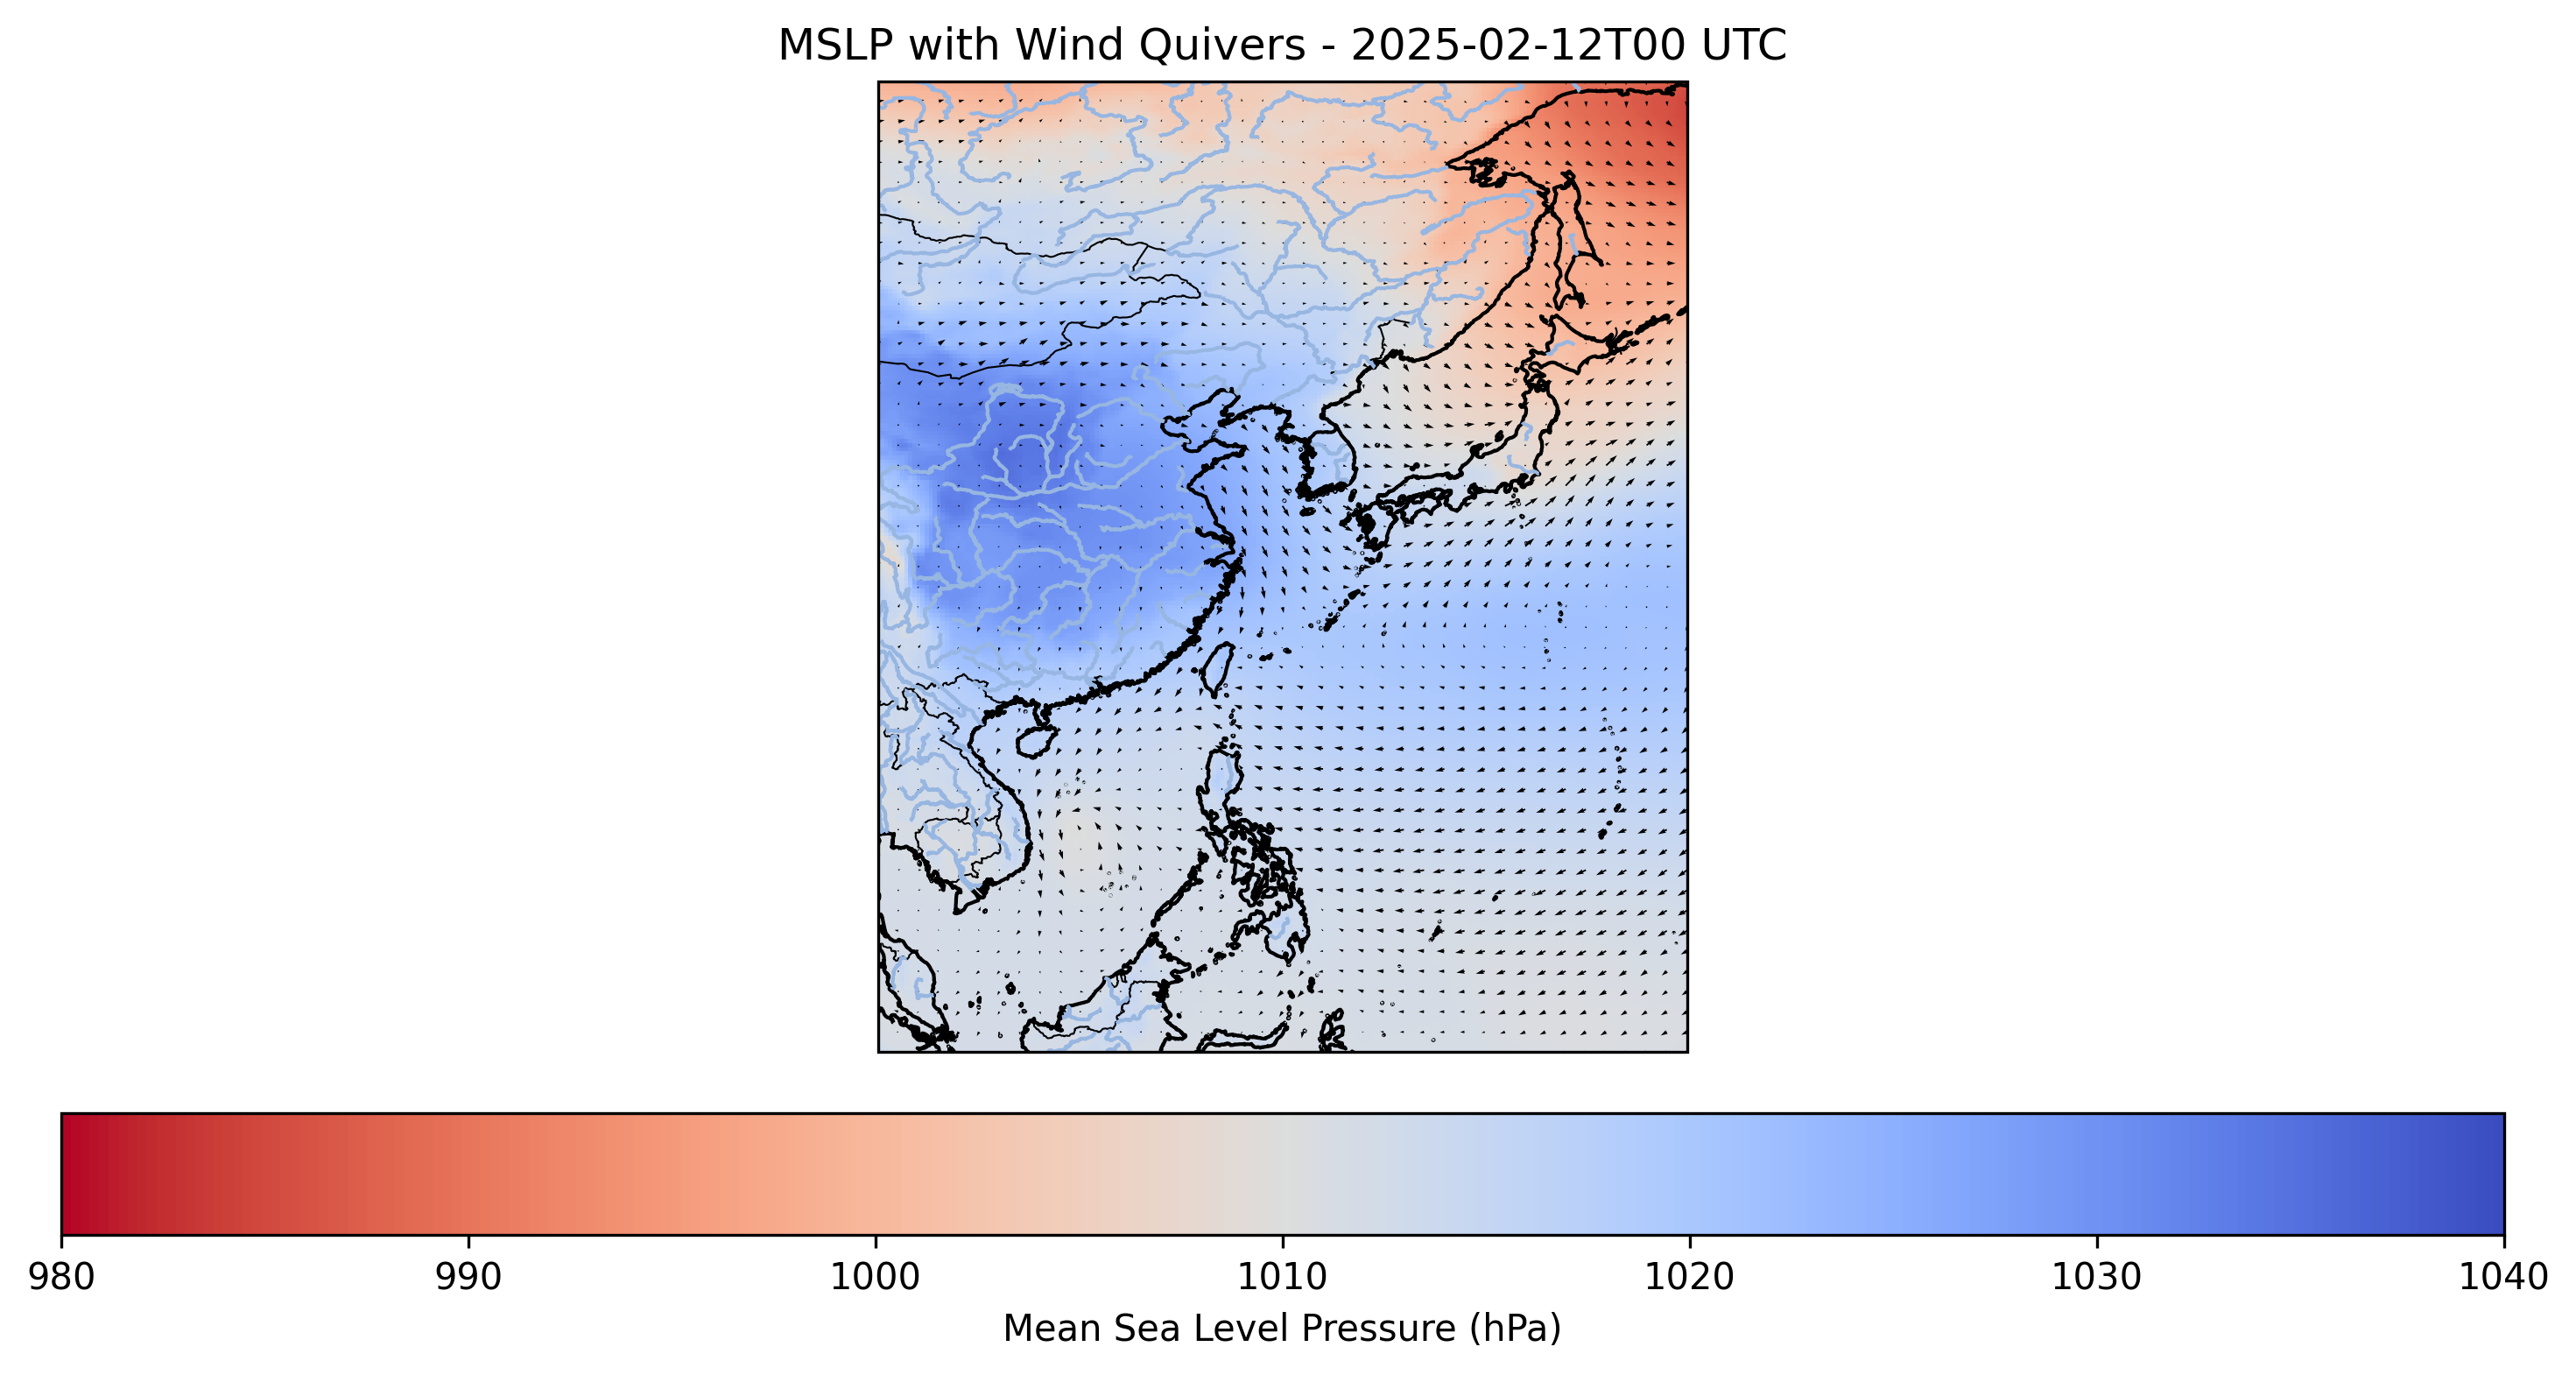 MSLP with Wind Quivers - 2025-02-12T00 UTC
980 990 1000 1010 1020 1030 1040
Mean Sea Level Pressure (hPa)